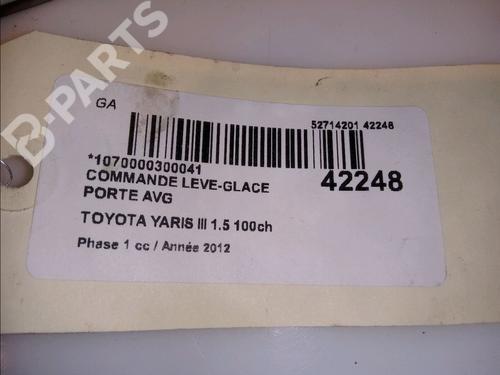 B-PARTS
GA
52714201 42248
*1070000300041
COMMANDE LEVE-GLACE
42248
PORTE AVG
TOYOTA YARIS III 1.5 100ch
Phase 1 cc / Année 2012